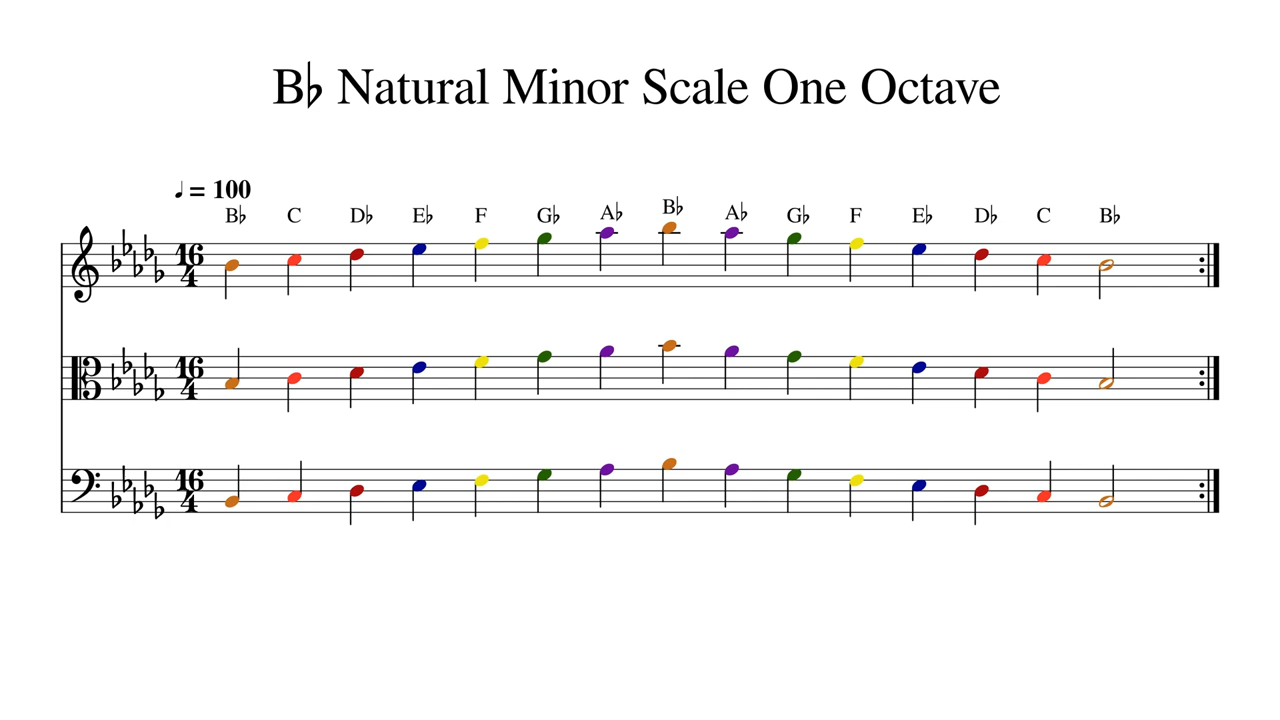 B♭ Natural Minor Scale One Octave
♩ = 100
B♭ C D♭ E♭ F G♭ A♭ B♭ A♭ G♭ F E♭ D♭ C B♭
16
4
16
4
16
4